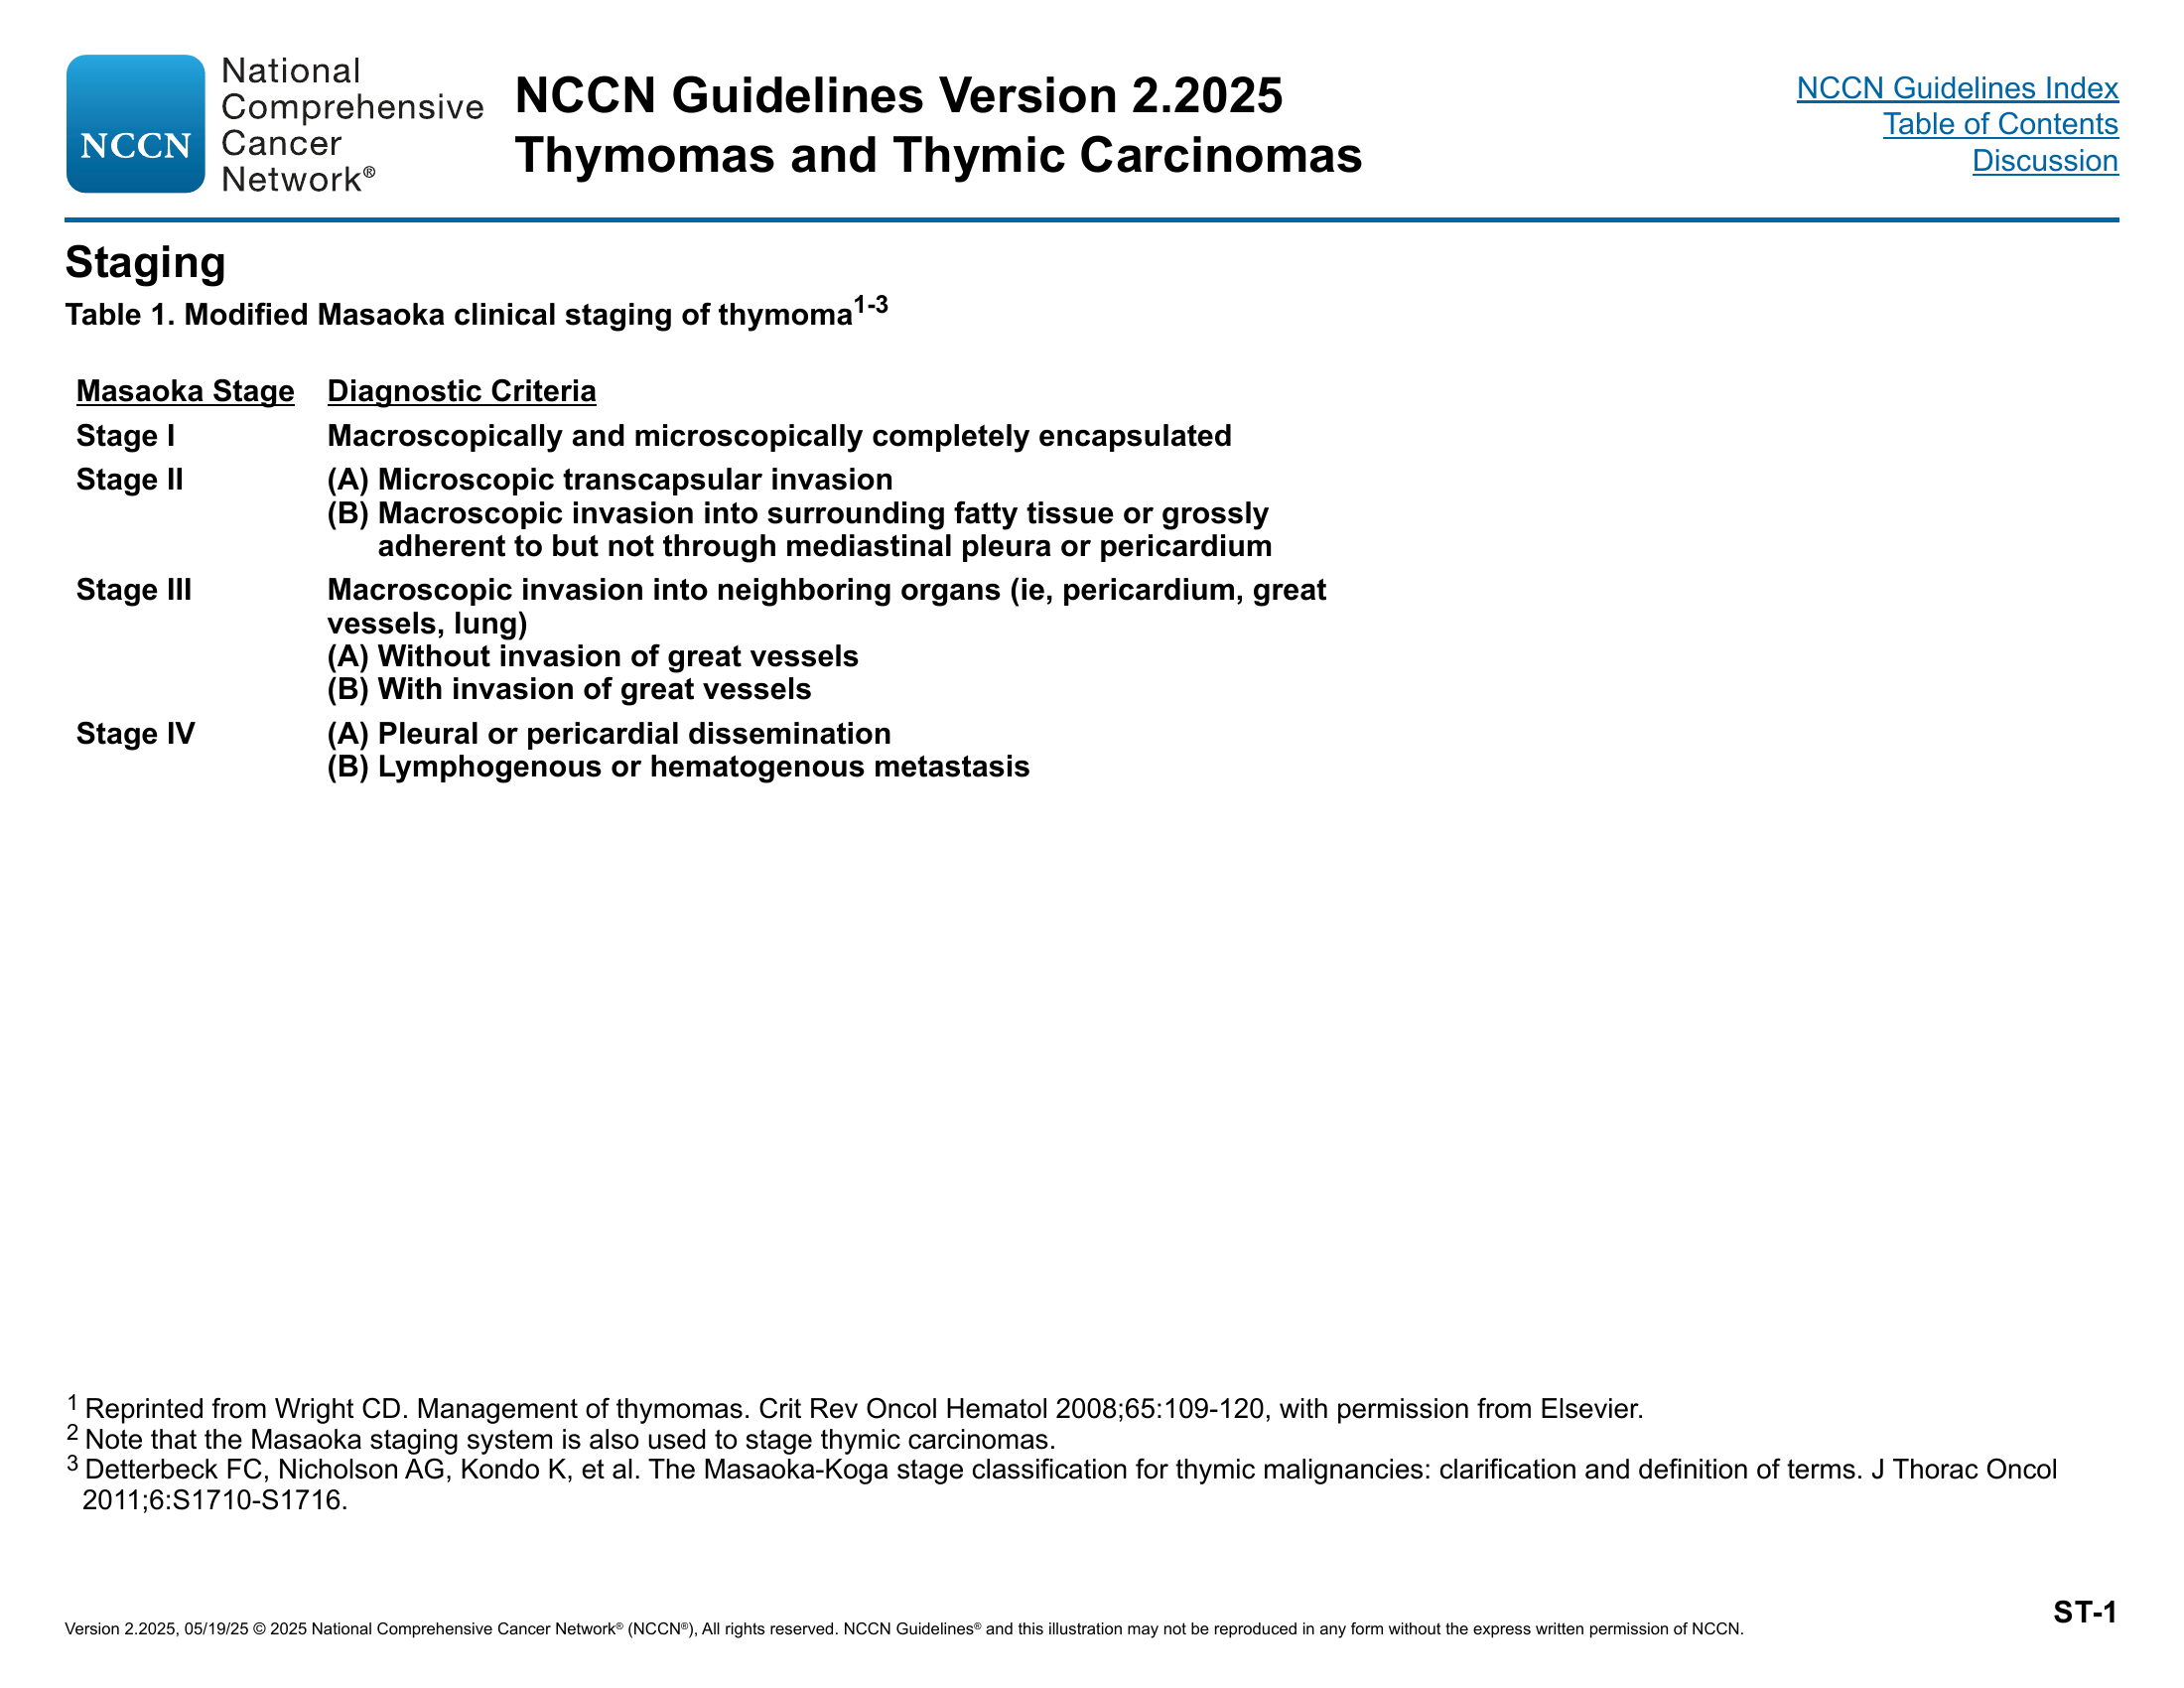 NCCN
National
Comprehensive
Cancer
Network®
NCCN Guidelines Version 2.2025
Thymomas and Thymic Carcinomas
NCCN Guidelines Index
Table of Contents
Discussion
Staging
Table 1. Modified Masaoka clinical staging of thymoma1-3
Masaoka Stage Diagnostic Criteria
Stage I Macroscopically and microscopically completely encapsulated
Stage II (A) Microscopic transcapsular invasion
(B) Macroscopic invasion into surrounding fatty tissue or grossly
adherent to but not through mediastinal pleura or pericardium
Stage III Macroscopic invasion into neighboring organs (ie, pericardium, great
vessels, lung)
(A) Without invasion of great vessels
(B) With invasion of great vessels
Stage IV (A) Pleural or pericardial dissemination
(B) Lymphogenous or hematogenous metastasis
1 Reprinted from Wright CD. Management of thymomas. Crit Rev Oncol Hematol 2008;65:109-120, with permission from Elsevier.
2 Note that the Masaoka staging system is also used to stage thymic carcinomas.
3 Detterbeck FC, Nicholson AG, Kondo K, et al. The Masaoka-Koga stage classification for thymic malignancies: clarification and definition of terms. J Thorac Oncol
2011;6:S1710-S1716.
ST-1
Version 2.2025, 05/19/25 © 2025 National Comprehensive Cancer Network® (NCCN®), All rights reserved. NCCN Guidelines® and this illustration may not be reproduced in any form without the express written permission of NCCN.